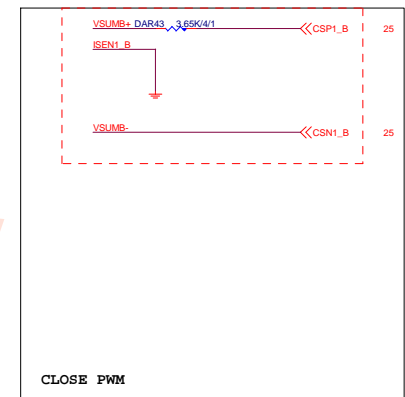 VSUMB+ DAR43 3.65K/4/1 CSP1_B 25
ISEN1_B
VSUMB- CSN1_B 25
CLOSE PWM